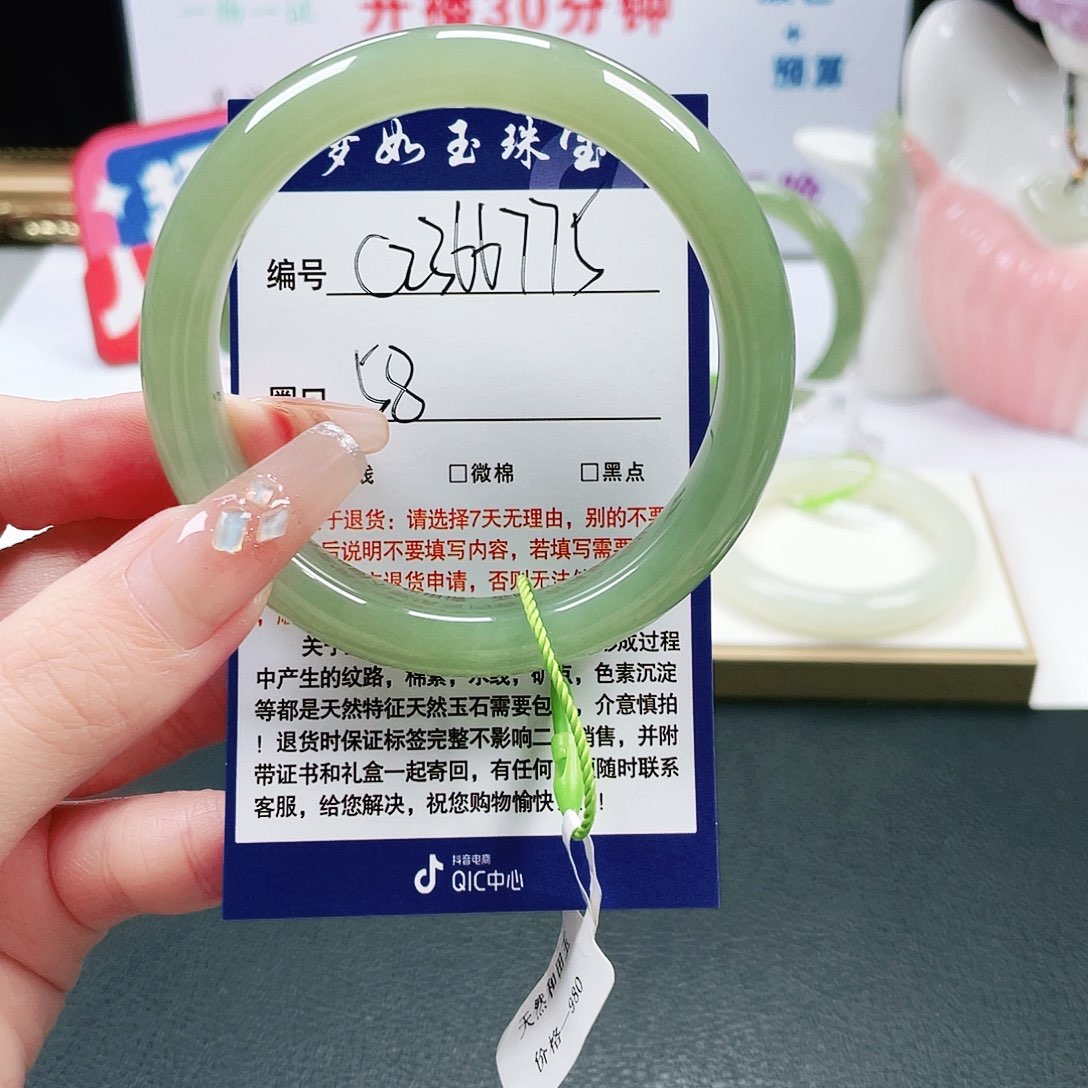 开播30分钟
预算
梦如玉珠宝
编号 02366775
圈口 58
线 □微棉 □黑点
于退货：请选择7天无理由，别的不要
后说明不要填写内容，若填写需要
退货申请，否则无法
关于 形成过程
中产生的纹路，棉絮，水线，矿点，色素沉淀
等都是天然特征天然玉石需要包 ，介意慎拍
！退货时保证标签完整不影响二 销售，并附
带证书和礼盒一起寄回，有任何 题随时联系
客服，给您解决，祝您购物愉快 ！
抖音电商
QIC中心
天然和田玉
价格—980